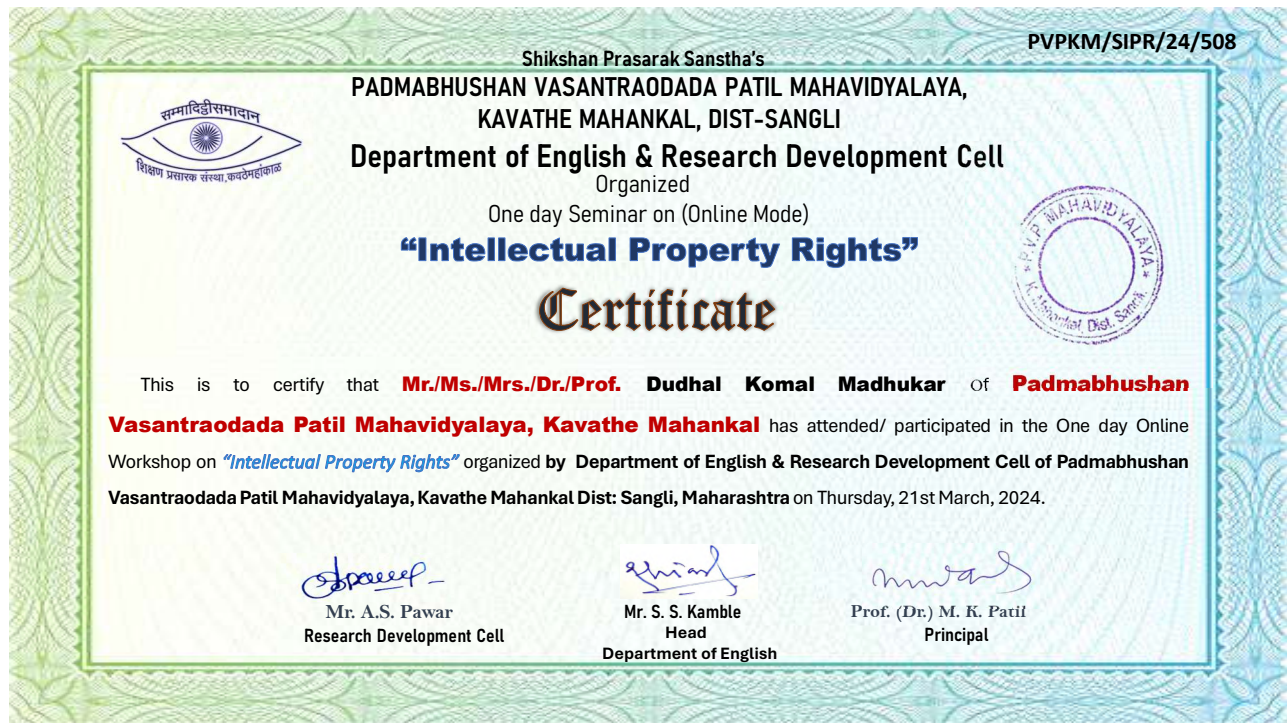 PVPKM/SIPR/24/508
Shikshan Prasarak Sanstha's
PADMABHUSHAN VASANTRAODADA PATIL MAHAVIDYALAYA,
KAVATHE MAHANKAL, DIST-SANGLI
सम्मादिट्ठीसमादान
शिक्षण प्रसारक संस्था,कवठेमहांकाळ
Department of English & Research Development Cell
Organized
One day Seminar on (Online Mode)
“Intellectual Property Rights”
Certificate
P.V.P. MAHAVIDYALAYA
K. Mahankal, Dist. Sangli.
This is to certify that Mr./Ms./Mrs./Dr./Prof. Dudhal Komal Madhukar Of Padmabhushan
Vasantraodada Patil Mahavidyalaya, Kavathe Mahankal has attended/ participated in the One day Online
Workshop on “Intellectual Property Rights” organized by Department of English & Research Development Cell of Padmabhushan
Vasantraodada Patil Mahavidyalaya, Kavathe Mahankal Dist: Sangli, Maharashtra on Thursday, 21st March, 2024.
Mr. A.S. Pawar
Research Development Cell
Mr. S. S. Kamble
Head
Department of English
Prof. (Dr.) M. K. Patil
Principal